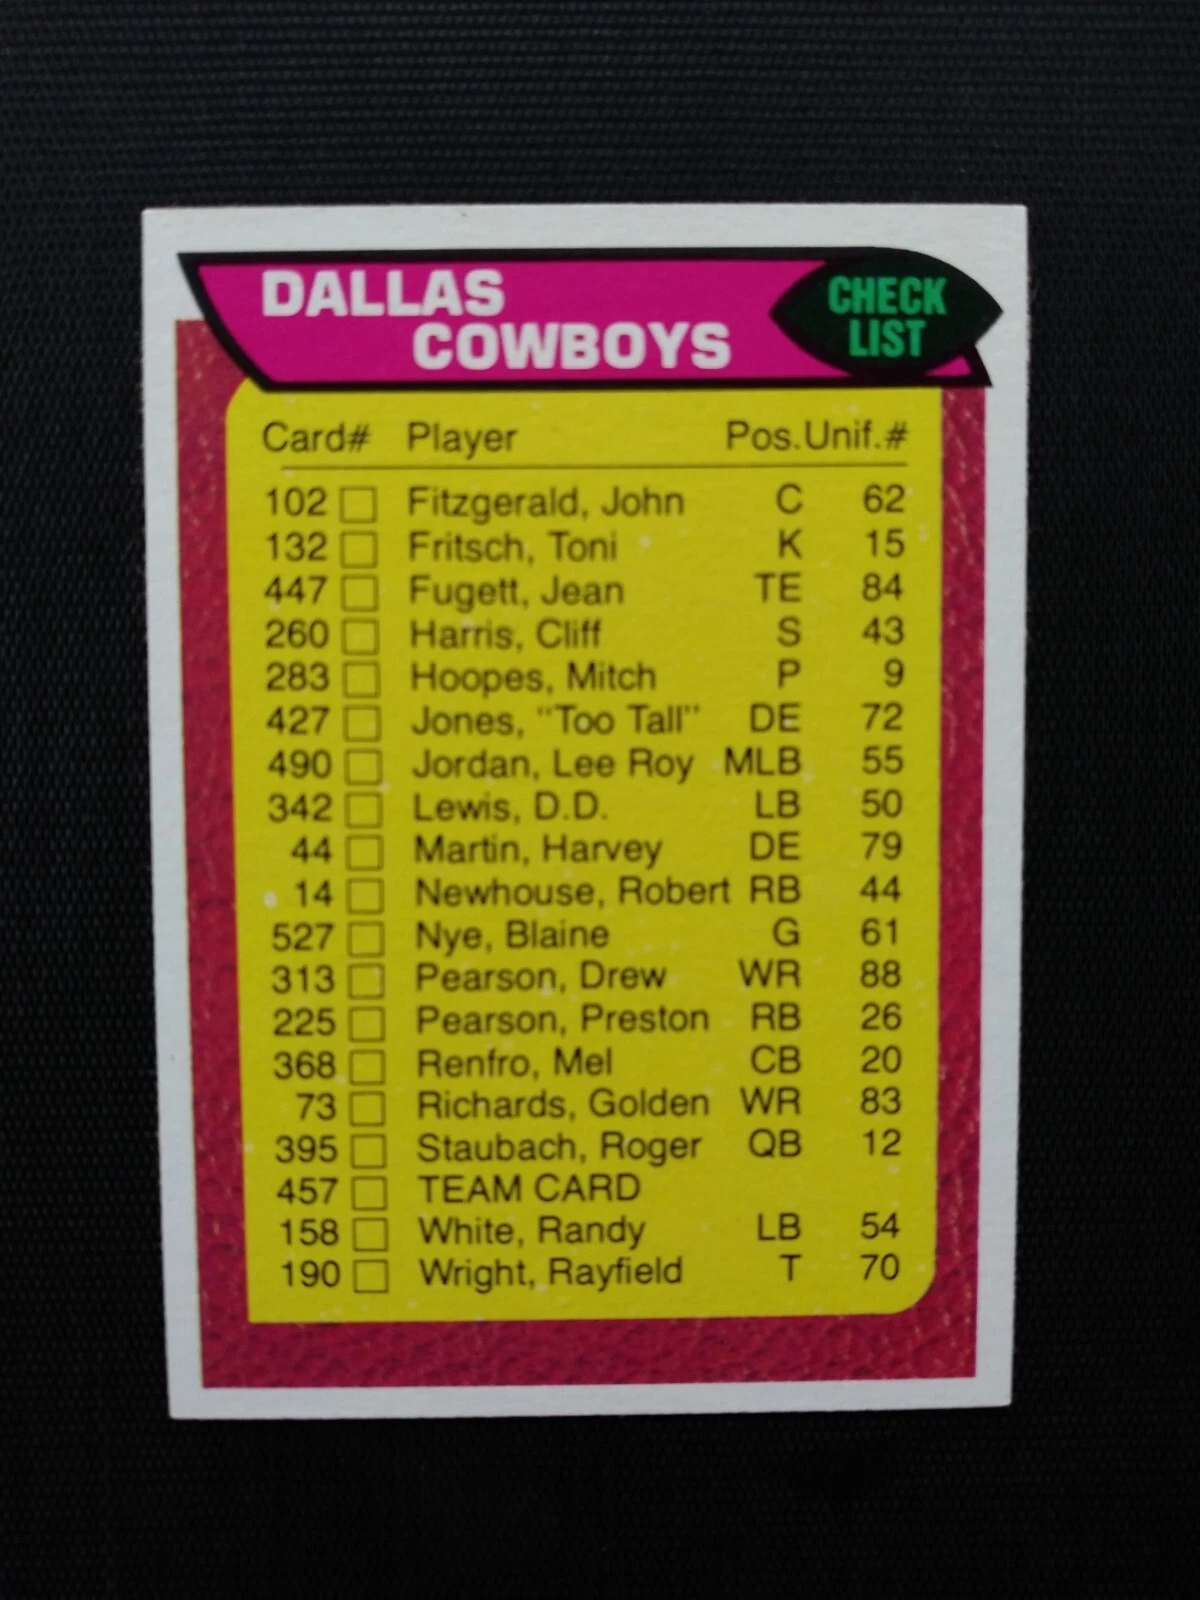 DALLAS
COWBOYS
CHECK
LIST
Card# Player Pos. Unif.#
102 Fitzgerald, John C 62
132 Fritsch, Toni K 15
447 Fugett, Jean TE 84
260 Harris, Cliff S 43
283 Hoopes, Mitch P 9
427 Jones, "Too Tall" DE 72
490 Jordan, Lee Roy MLB 55
342 Lewis, D.D. LB 50
44 Martin, Harvey DE 79
14 Newhouse, Robert RB 44
527 Nye, Blaine G 61
313 Pearson, Drew WR 88
225 Pearson, Preston RB 26
368 Renfro, Mel CB 20
73 Richards, Golden WR 83
395 Staubach, Roger QB 12
457 TEAM CARD
158 White, Randy LB 54
190 Wright, Rayfield T 70